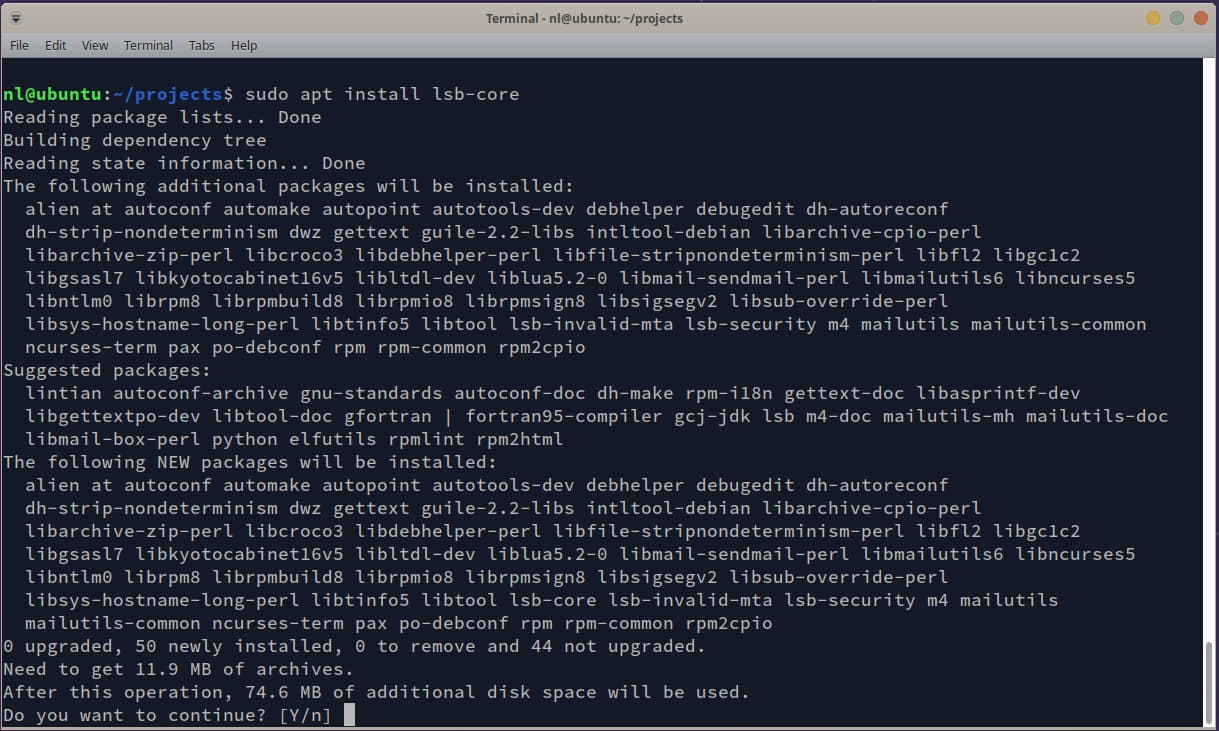 Terminal - nl@ubuntu: ~/projects
File Edit View Terminal Tabs Help
nl@ubuntu:~/projects$ sudo apt install lsb-core
Reading package lists... Done
Building dependency tree
Reading state information... Done
The following additional packages will be installed:
  alien at autoconf automake autopoint autotools-dev debhelper debugedit dh-autoreconf
  dh-strip-nondeterminism dwz gettext guile-2.2-libs intltool-debian libarchive-cpio-perl
  libarchive-zip-perl libcroco3 libdebhelper-perl libfile-stripnondeterminism-perl libfl2 libgc1c2
  libgsasl7 libkyotocabinet16v5 libltdl-dev liblua5.2-0 libmail-sendmail-perl libmailutils6 libncurses5
  libntlm0 librpm8 librpmbuild8 librpmio8 librpmsign8 libsigsegv2 libsub-override-perl
  libsys-hostname-long-perl libtinfo5 libtool lsb-invalid-mta lsb-security m4 mailutils mailutils-common
  ncurses-term pax po-debconf rpm rpm-common rpm2cpio
Suggested packages:
  lintian autoconf-archive gnu-standards autoconf-doc dh-make rpm-i18n gettext-doc libasprintf-dev
  libgettextpo-dev libtool-doc gfortran | fortran95-compiler gcj-jdk lsb m4-doc mailutils-mh mailutils-doc
  libmail-box-perl python elfutils rpmlint rpm2html
The following NEW packages will be installed:
  alien at autoconf automake autopoint autotools-dev debhelper debugedit dh-autoreconf
  dh-strip-nondeterminism dwz gettext guile-2.2-libs intltool-debian libarchive-cpio-perl
  libarchive-zip-perl libcroco3 libdebhelper-perl libfile-stripnondeterminism-perl libfl2 libgc1c2
  libgsasl7 libkyotocabinet16v5 libltdl-dev liblua5.2-0 libmail-sendmail-perl libmailutils6 libncurses5
  libntlm0 librpm8 librpmbuild8 librpmio8 librpmsign8 libsigsegv2 libsub-override-perl
  libsys-hostname-long-perl libtinfo5 libtool lsb-core lsb-invalid-mta lsb-security m4 mailutils
  mailutils-common ncurses-term pax po-debconf rpm rpm-common rpm2cpio
0 upgraded, 50 newly installed, 0 to remove and 44 not upgraded.
Need to get 11.9 MB of archives.
After this operation, 74.6 MB of additional disk space will be used.
Do you want to continue? [Y/n]